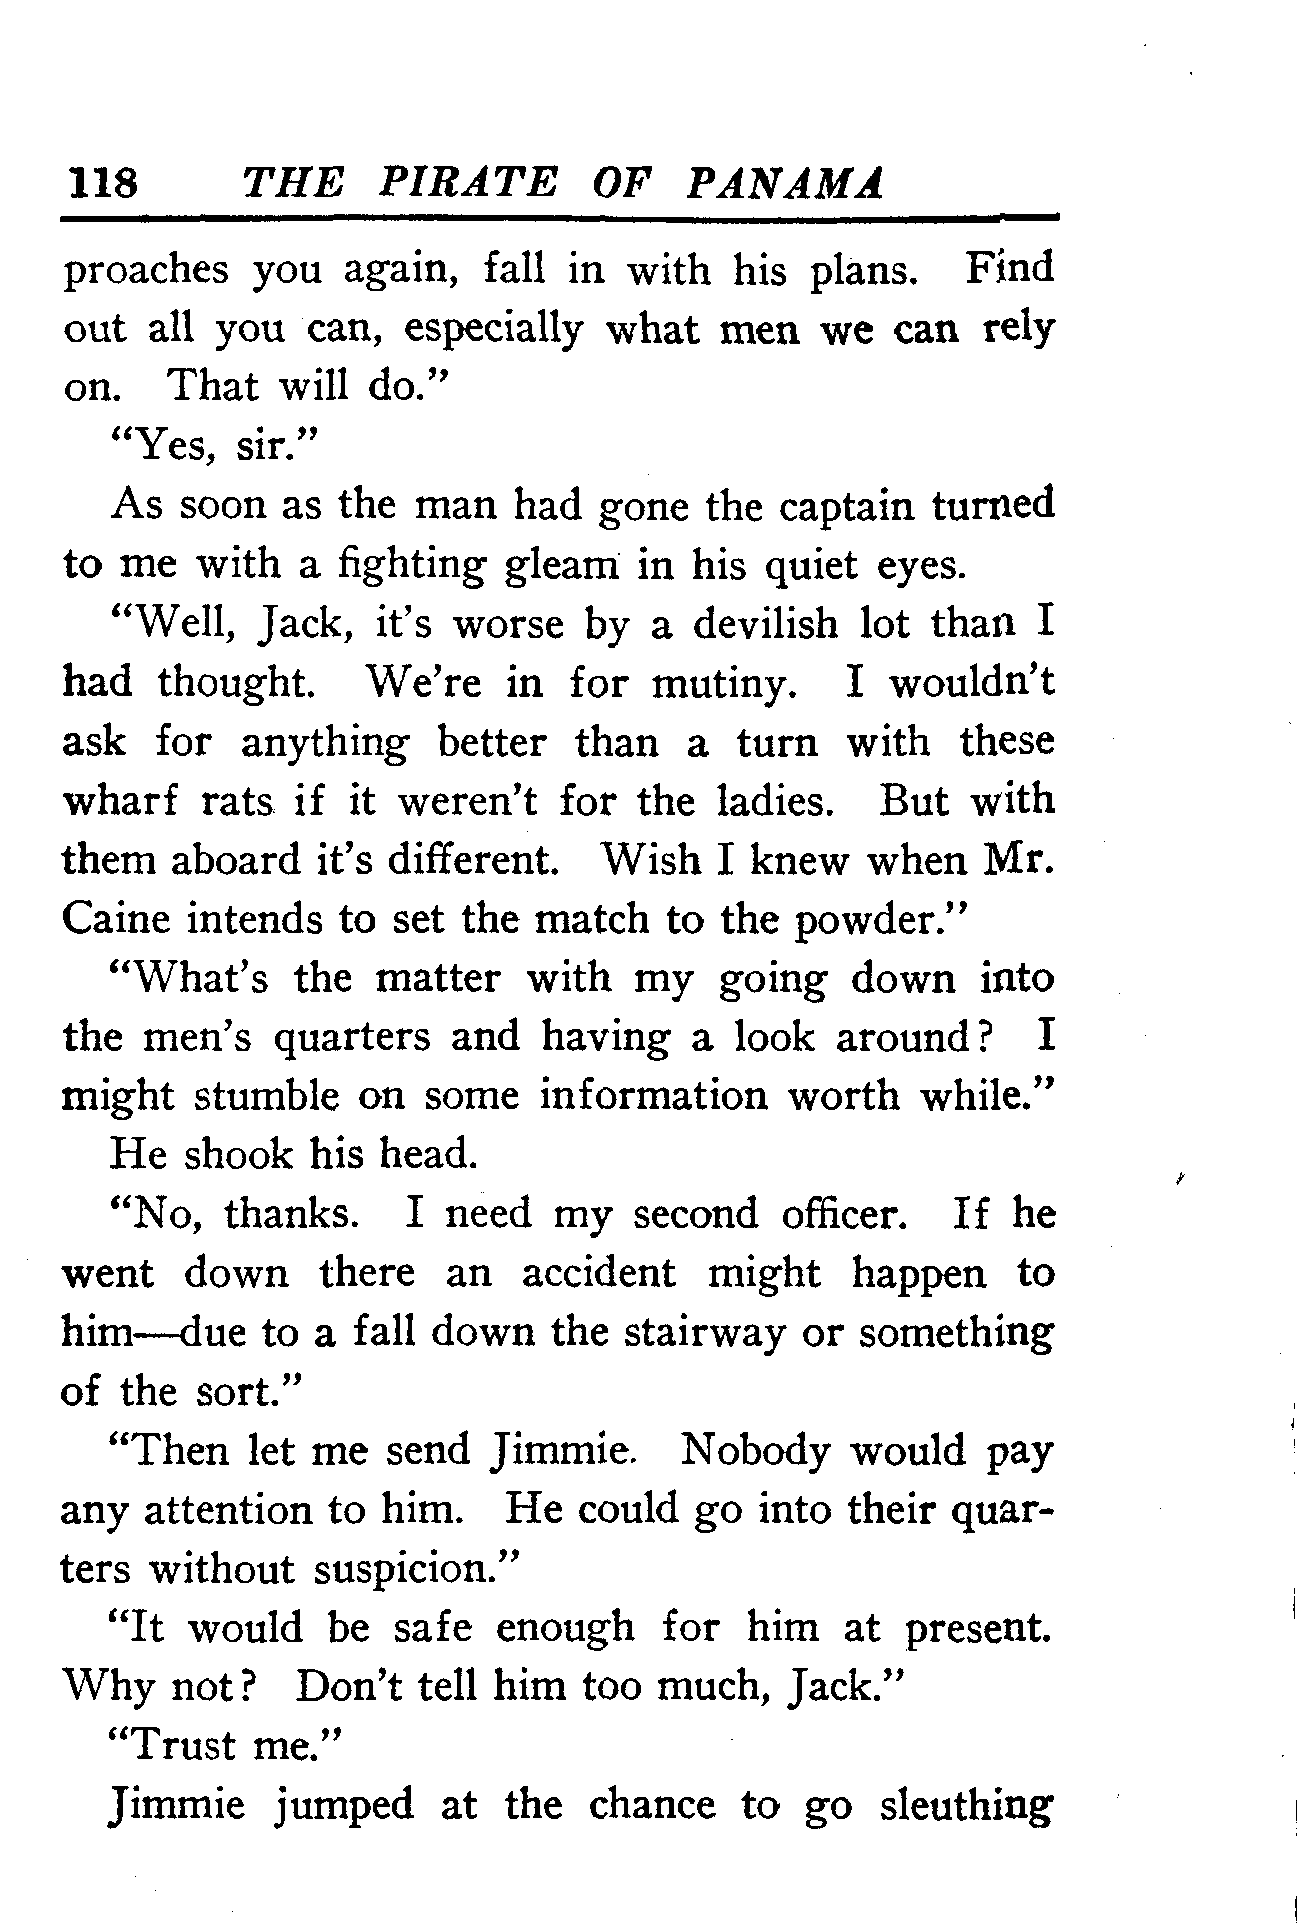 118 THE PIRATE OF PANAMA
proaches you again, fall in with his plans. Find
out all you can, especially what men we can rely
on. That will do."
"Yes, sir."
As soon as the man had gone the captain turned
to me with a fighting gleam in his quiet eyes.
"Well, Jack, it's worse by a devilish lot than I
had thought. We're in for mutiny. I wouldn't
ask for anything better than a turn with these
wharf rats if it weren't for the ladies. But with
them aboard it's different. Wish I knew when Mr.
Caine intends to set the match to the powder."
"What's the matter with my going down into
the men's quarters and having a look around? I
might stumble on some information worth while."
He shook his head.
"No, thanks. I need my second officer. If he
went down there an accident might happen to
him—due to a fall down the stairway or something
of the sort."
"Then let me send Jimmie. Nobody would pay
any attention to him. He could go into their quar-
ters without suspicion."
"It would be safe enough for him at present.
Why not? Don't tell him too much, Jack."
"Trust me."
Jimmie jumped at the chance to go sleuthing